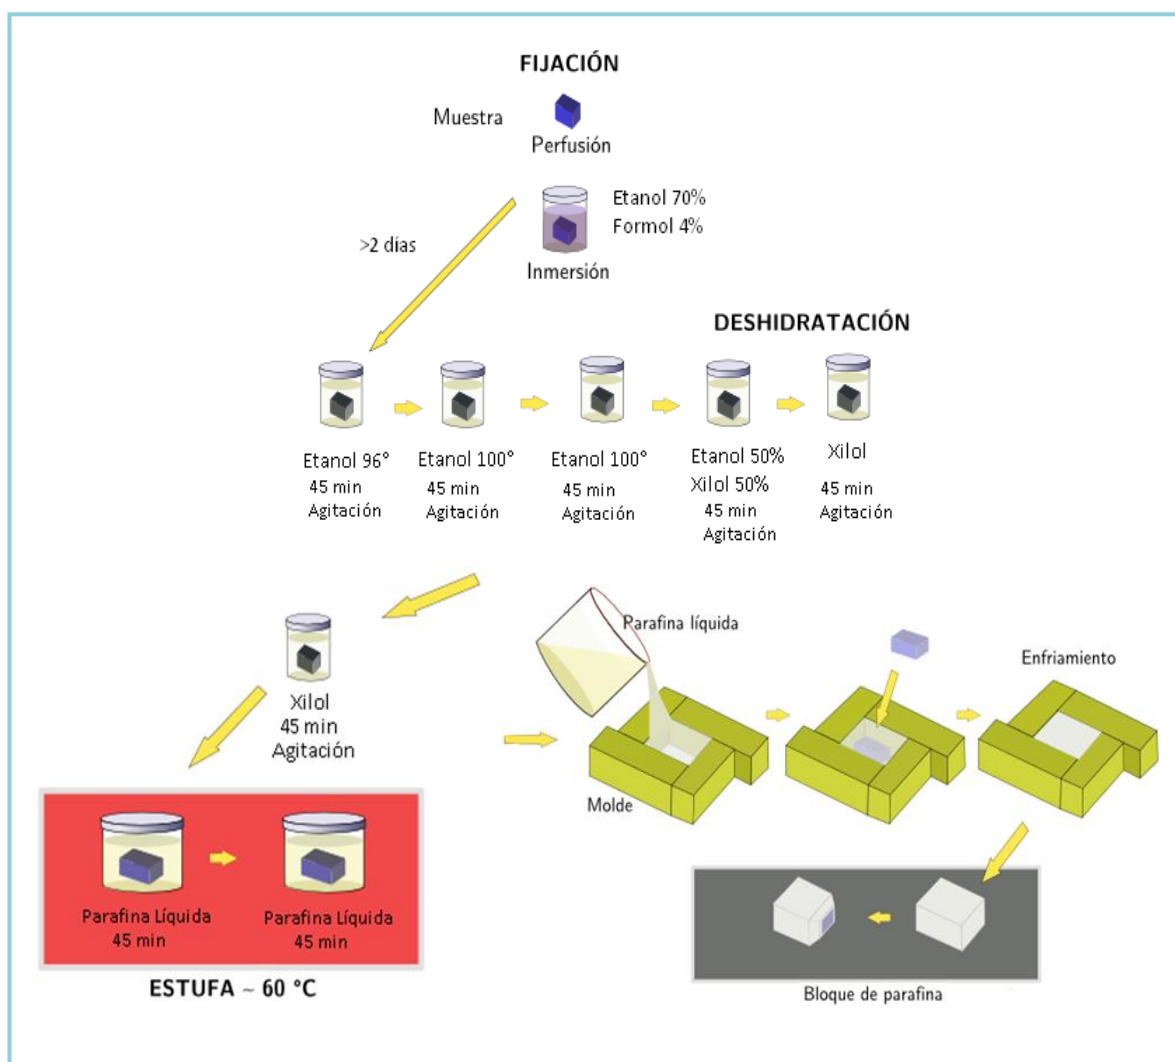 FIJACIÓN
Muestra
Perfusión
Etanol 70%
Formol 4%
>2 días
Inmersión
DESHIDRATACIÓN
Etanol 96°
45 min
Agitación
Etanol 100°
45 min
Agitación
Etanol 100°
45 min
Agitación
Etanol 50%
Xilol 50%
45 min
Agitación
Xilol
45 min
Agitación
Xilol
45 min
Agitación
Parafina líquida
Enfriamiento
Molde
Parafina Líquida
45 min
Parafina Líquida
45 min
ESTUFA ~ 60 °C
Bloque de parafina